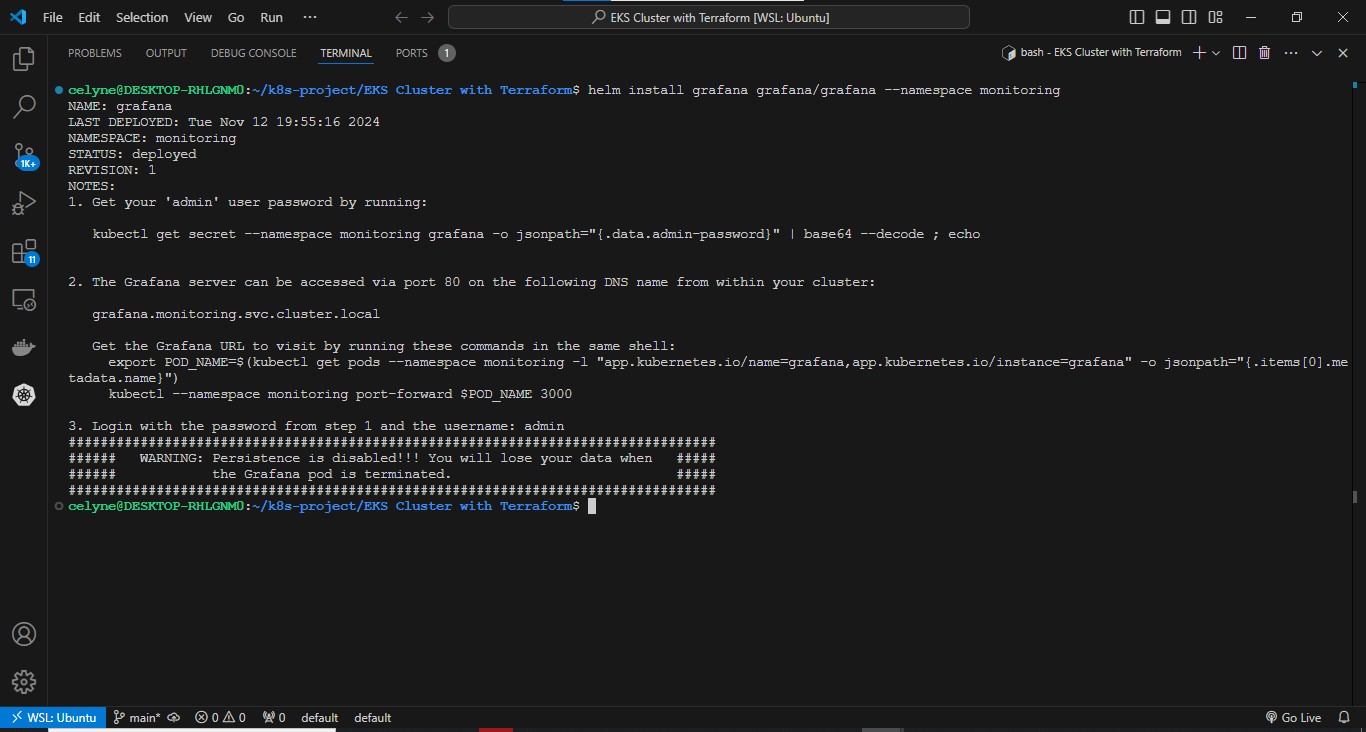 File Edit Selection View Go Run ···
EKS Cluster with Terraform [WSL: Ubuntu]
PROBLEMS OUTPUT DEBUG CONSOLE TERMINAL PORTS 1
bash - EKS Cluster with Terraform
celyne@DESKTOP-RHLGNM0:~/k8s-project/EKS Cluster with Terraform$ helm install grafana grafana/grafana --namespace monitoring
NAME: grafana
LAST DEPLOYED: Tue Nov 12 19:55:16 2024
NAMESPACE: monitoring
STATUS: deployed
REVISION: 1
NOTES:
1. Get your 'admin' user password by running:
kubectl get secret --namespace monitoring grafana -o jsonpath="{.data.admin-password}" | base64 --decode ; echo
2. The Grafana server can be accessed via port 80 on the following DNS name from within your cluster:
grafana.monitoring.svc.cluster.local
Get the Grafana URL to visit by running these commands in the same shell:
export POD_NAME=$(kubectl get pods --namespace monitoring -l "app.kubernetes.io/name=grafana,app.kubernetes.io/instance=grafana" -o jsonpath="{.items[0].me
tadata.name}")
kubectl --namespace monitoring port-forward $POD_NAME 3000
3. Login with the password from step 1 and the username: admin
#################################################################################
###### WARNING: Persistence is disabled!!! You will lose your data when #####
###### the Grafana pod is terminated. #####
#################################################################################
celyne@DESKTOP-RHLGNM0:~/k8s-project/EKS Cluster with Terraform$
1K+
11
WSL: Ubuntu main* 0 0 0 default default Go Live